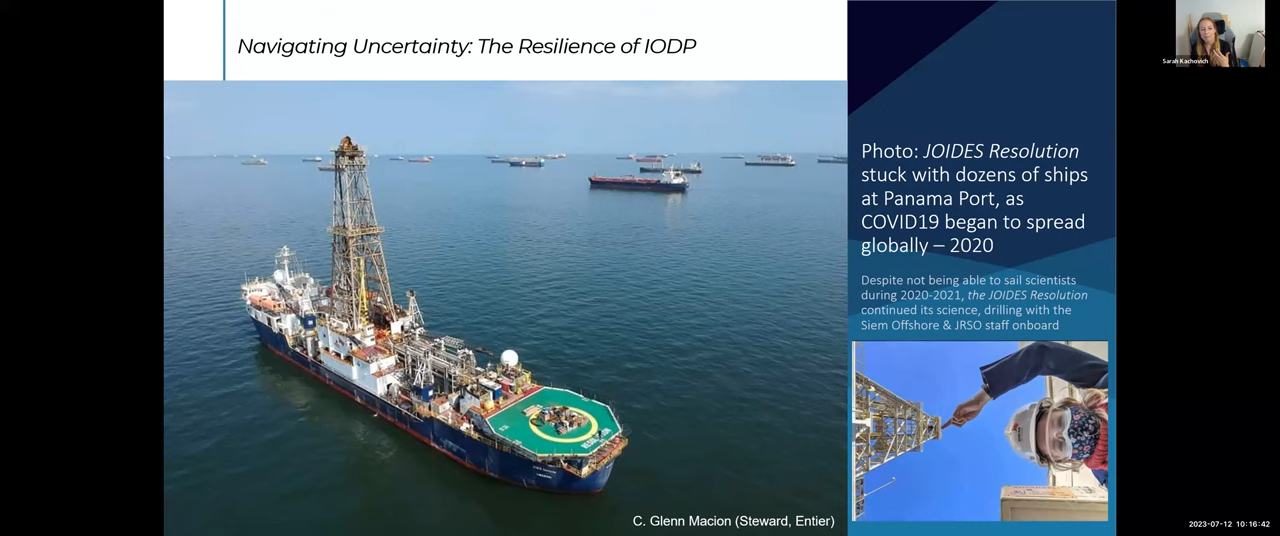 Navigating Uncertainty: The Resilience of IODP
Photo: JOIDES Resolution
stuck with dozens of ships
at Panama Port, as
COVID19 began to spread
globally – 2020
Despite not being able to sail scientists
during 2020-2021, the JOIDES Resolution
continued its science, drilling with the
Siem Offshore & JRSO staff onboard
C. Glenn Macion (Steward, Entier)
Sarah Kachovich
2023-07-12 10:16:42